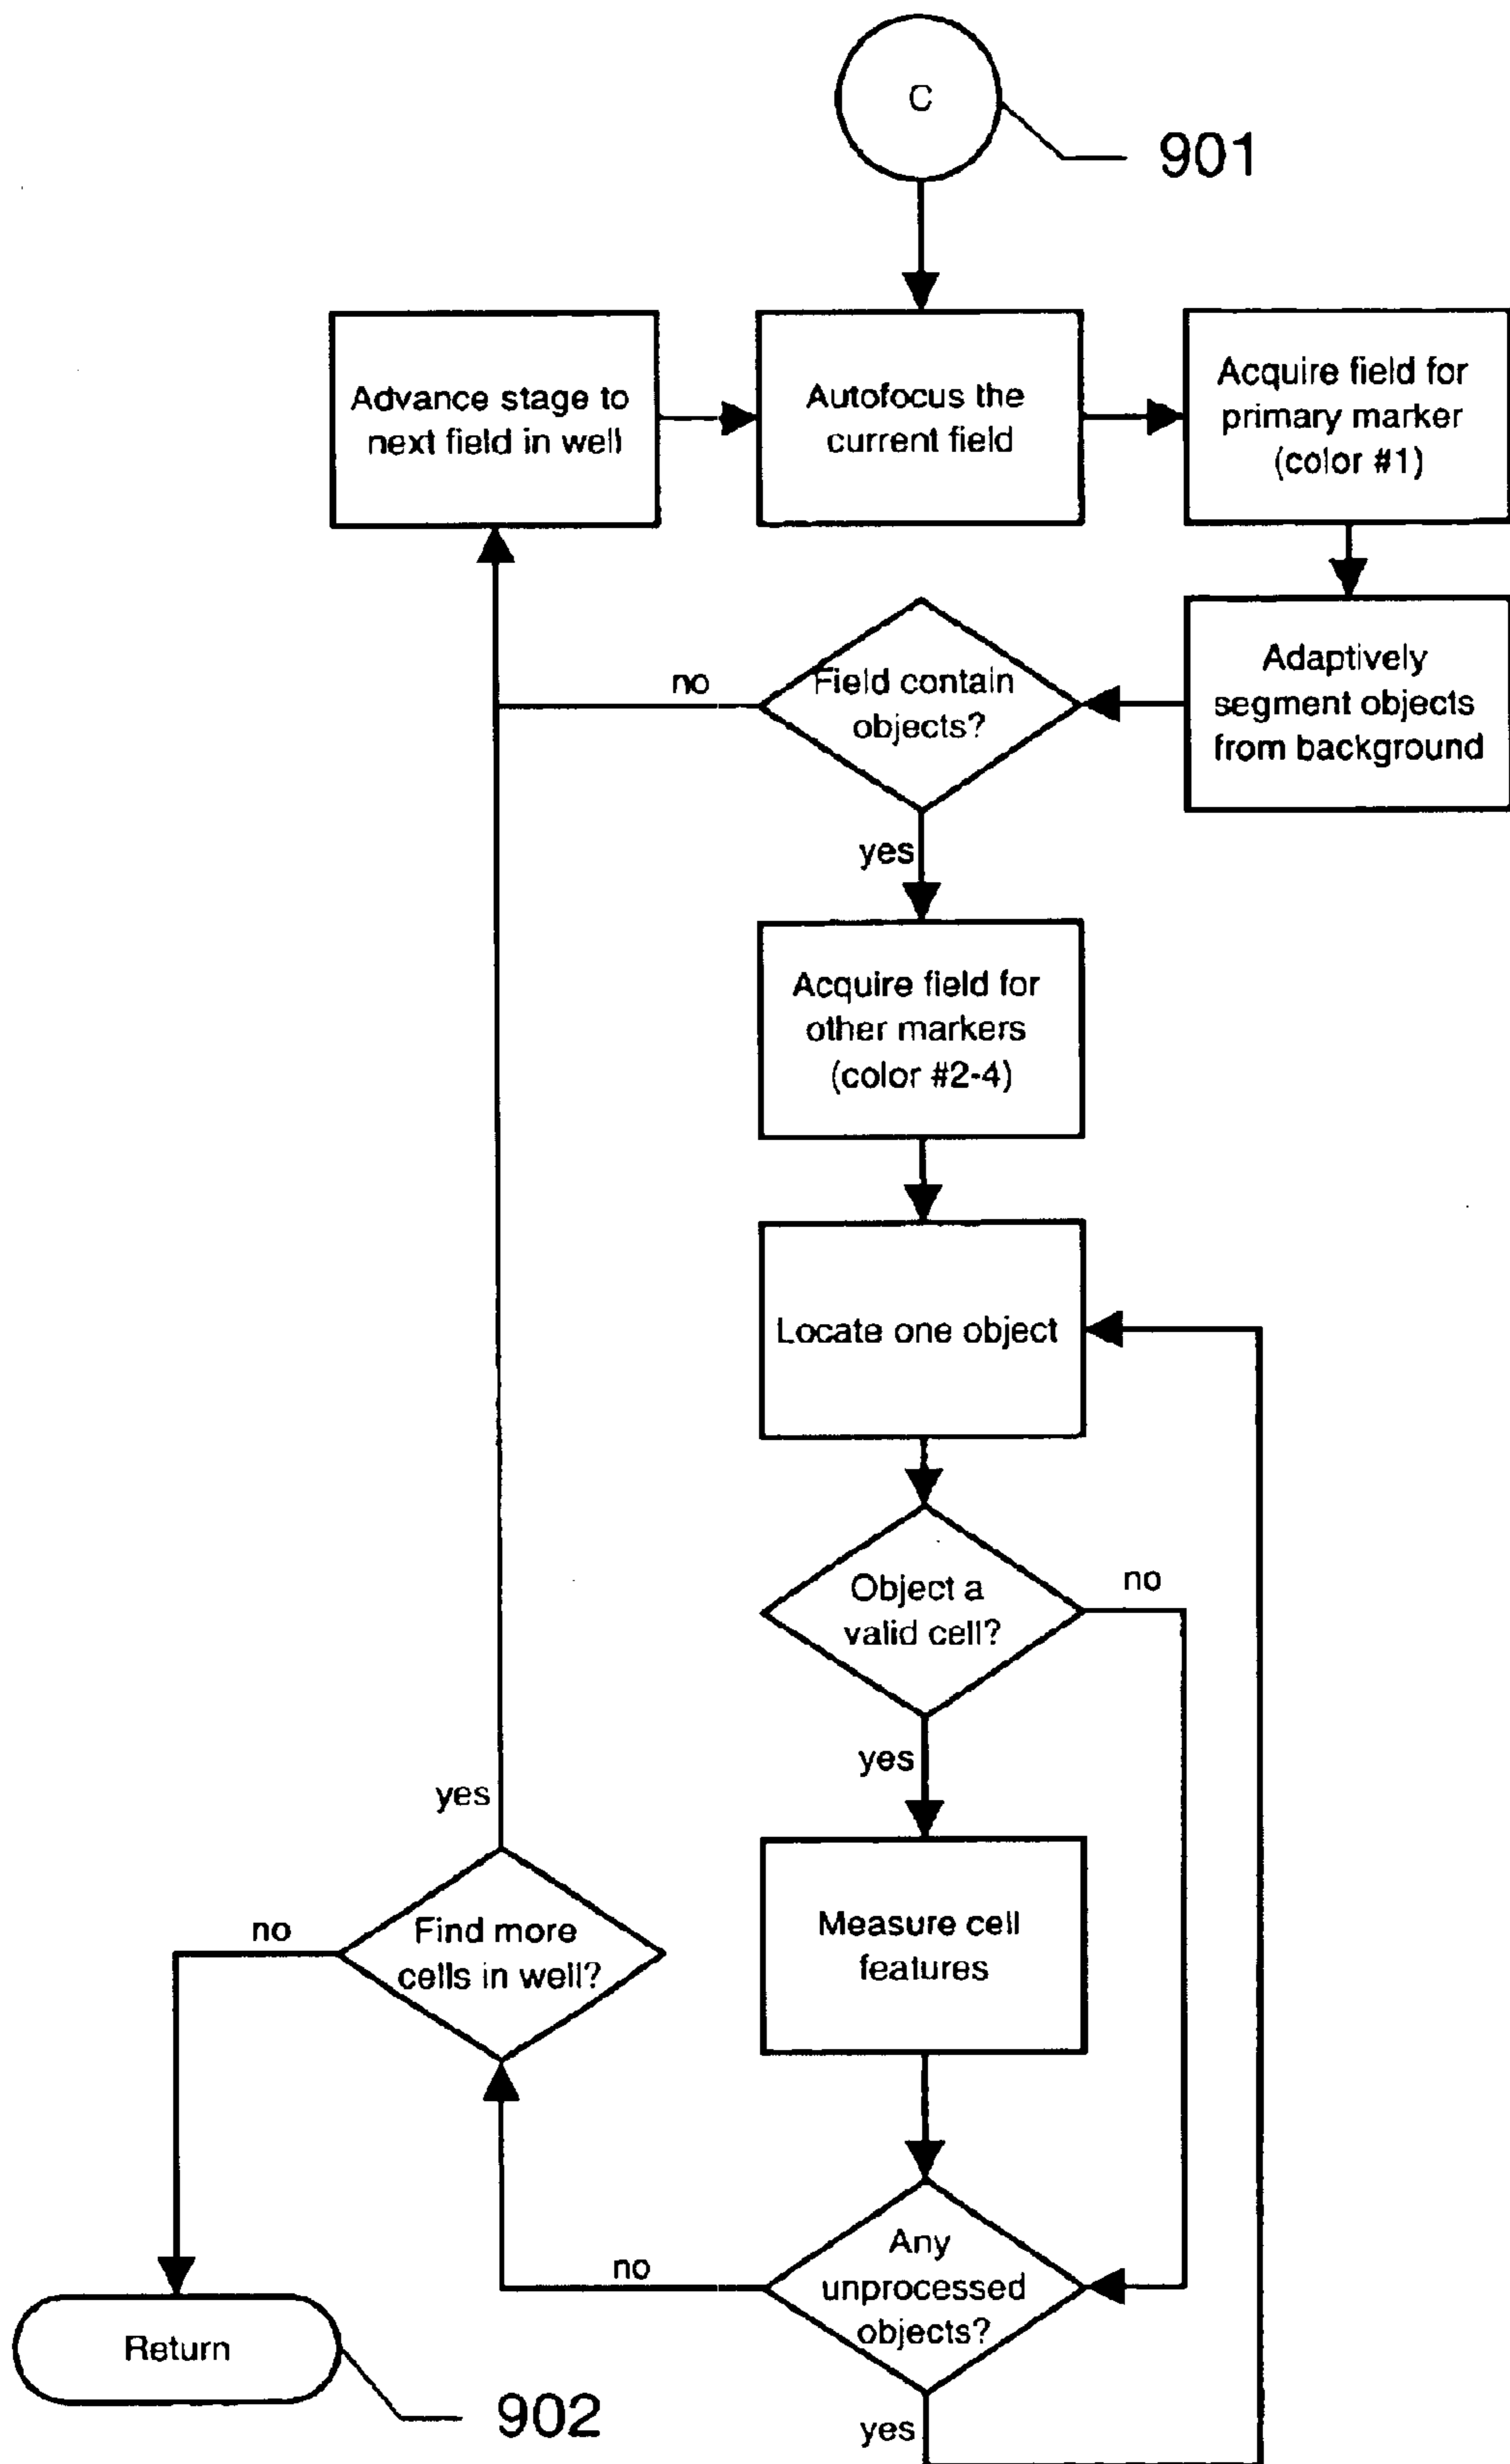 C
901
Advance stage to
next field in well
Autofocus the
current field
Acquire field for
primary marker
(color #1)
Adaptively
segment objects
from background
no
Field contain
objects?
yes
Acquire field for
other markers
(color #2-4)
Locate one object
Object a
valid cell?
no
yes
yes
Measure cell
features
no
Find more
cells in well?
Any
unprocessed
objects?
no
yes
Return
902